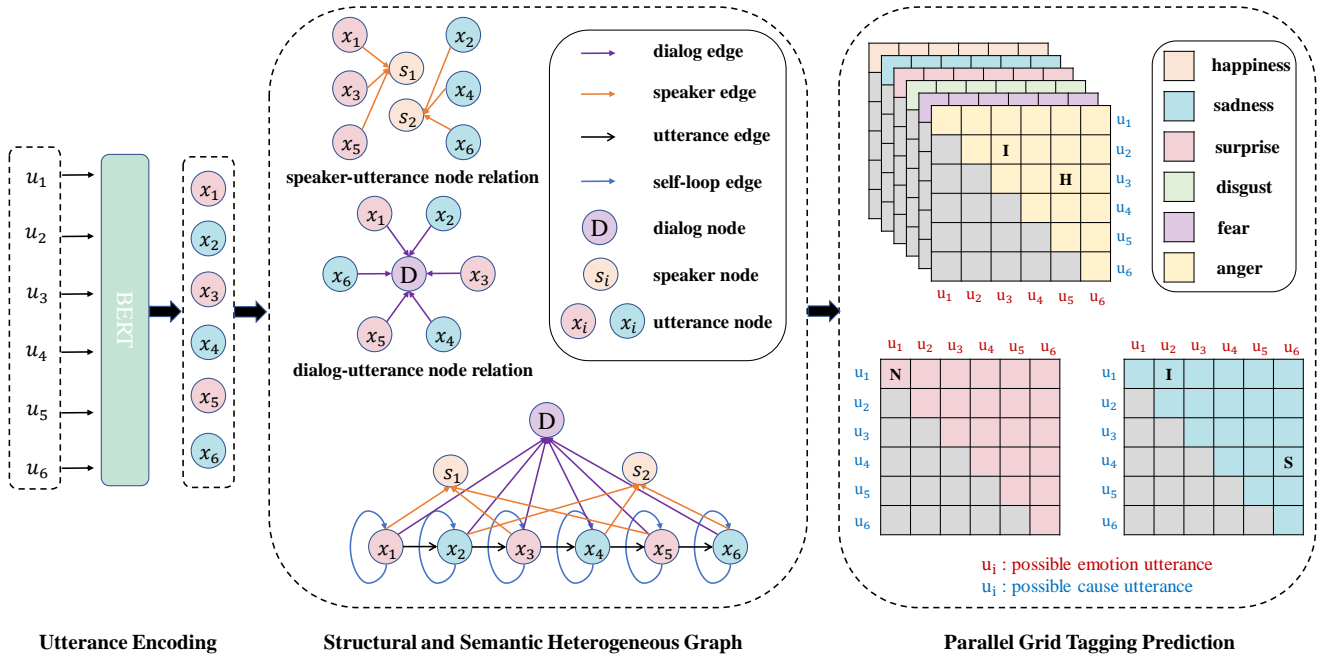 u1
u2
u3
u4
u5
u6
BERT
x1
x2
x3
x4
x5
x6
Utterance Encoding
x1
x3
x5
s1
s2
x2
x4
x6
speaker-utterance node relation
x1
x2
x6
D
x3
x5
x4
dialog-utterance node relation
dialog edge
speaker edge
utterance edge
self-loop edge
D dialog node
si speaker node
xi xi utterance node
D
s1 s2
x1 x2 x3 x4 x5 x6
Structural and Semantic Heterogeneous Graph
u1
I u2
H u3
u4
u5
u6
u1 u2 u3 u4 u5 u6
happiness
sadness
surprise
disgust
fear
anger
u1 u2 u3 u4 u5 u6
u1 N
u2
u3
u4
u5
u6
u1 u2 u3 u4 u5 u6
u1 I
u2
u3
u4 S
u5
u6
ui : possible emotion utterance
ui : possible cause utterance
Parallel Grid Tagging Prediction